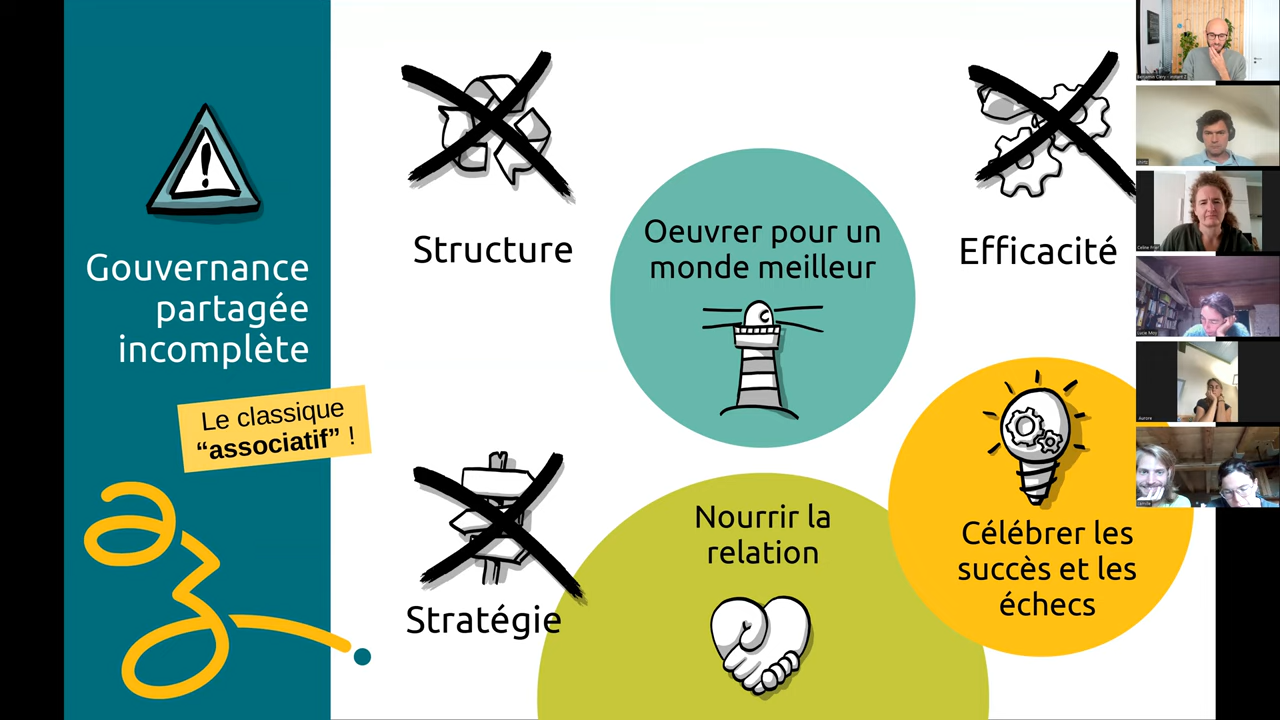 Gouvernance
partagée
incomplète
Le classique
“associatif” !
Structure
Efficacité
Oeuvrer pour un
monde meilleur
Stratégie
Nourrir la
relation
Célébrer les
succès et les
échecs
Aurore